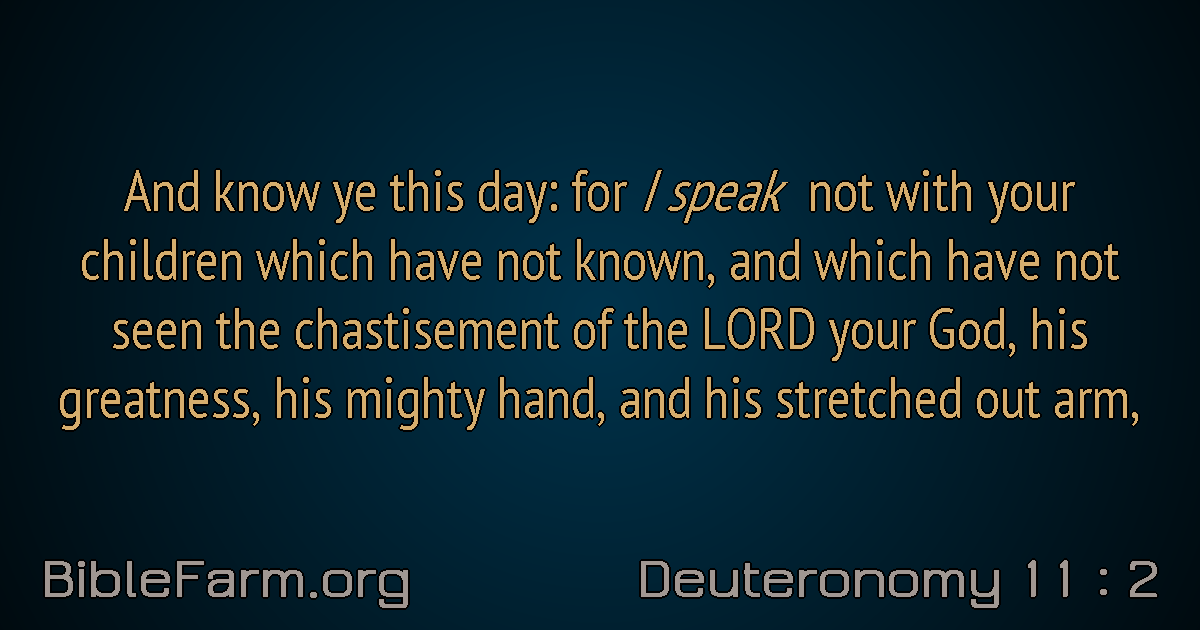 And know ye this day: for I speak not with your
children which have not known, and which have not
seen the chastisement of the LORD your God, his
greatness, his mighty hand, and his stretched out arm,
BibleFarm.org
Deuteronomy 11 : 2